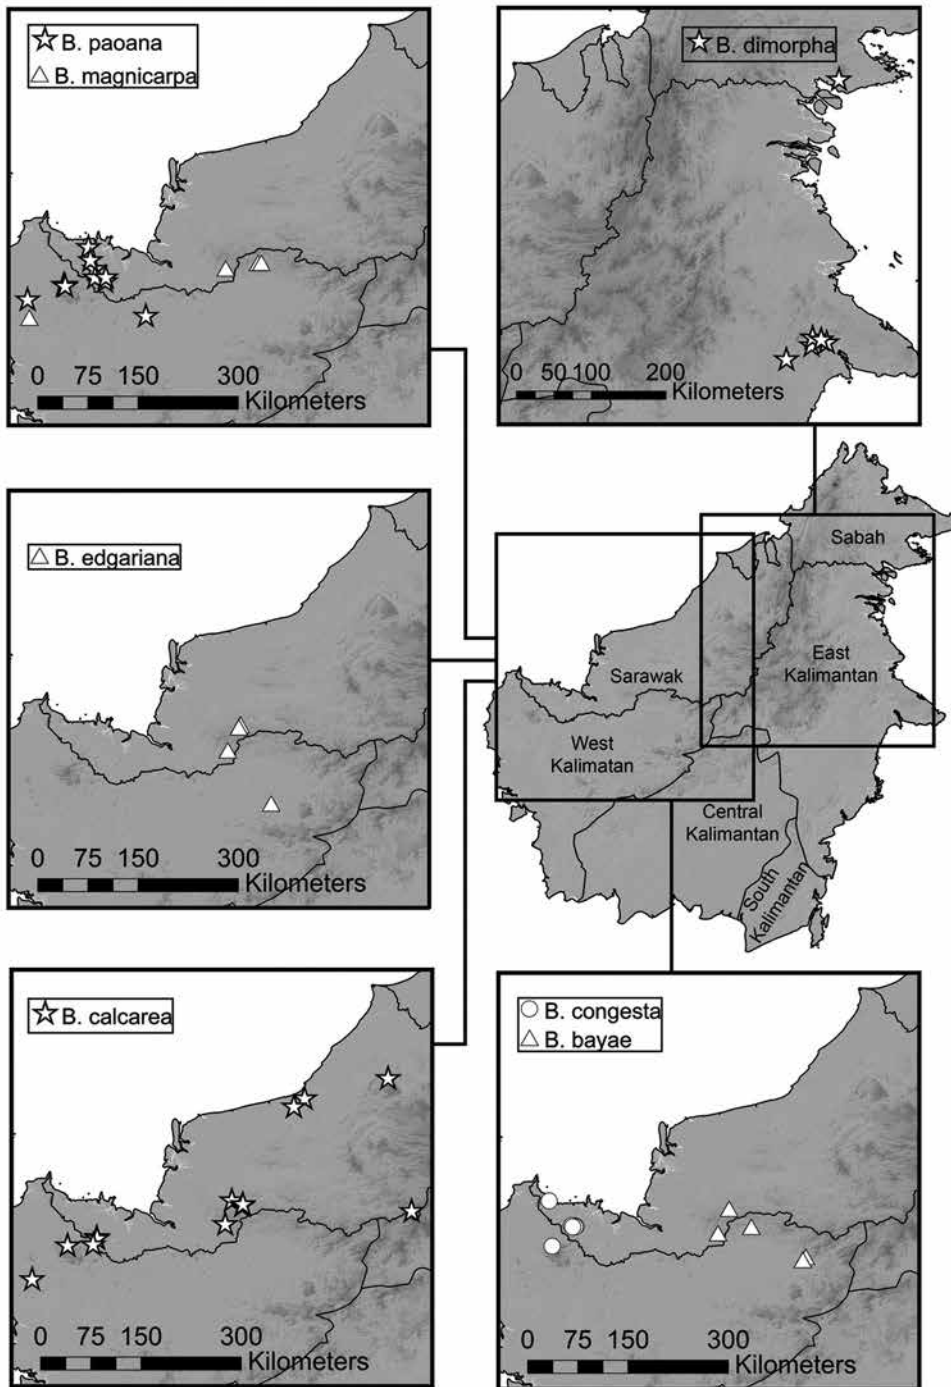 B. paoana
B. magnicarpa
0 75 150 300
Kilometers
B. dimorpha
0 50 100 200
Kilometers
B. edgariana
0 75 150 300
Kilometers
Sabah
East
Kalimantan
Sarawak
West
Kalimatan
Central
Kalimantan
South
Kalimantan
B. calcarea
0 75 150 300
Kilometers
B. congesta
B. bayae
0 75 150 300
Kilometers